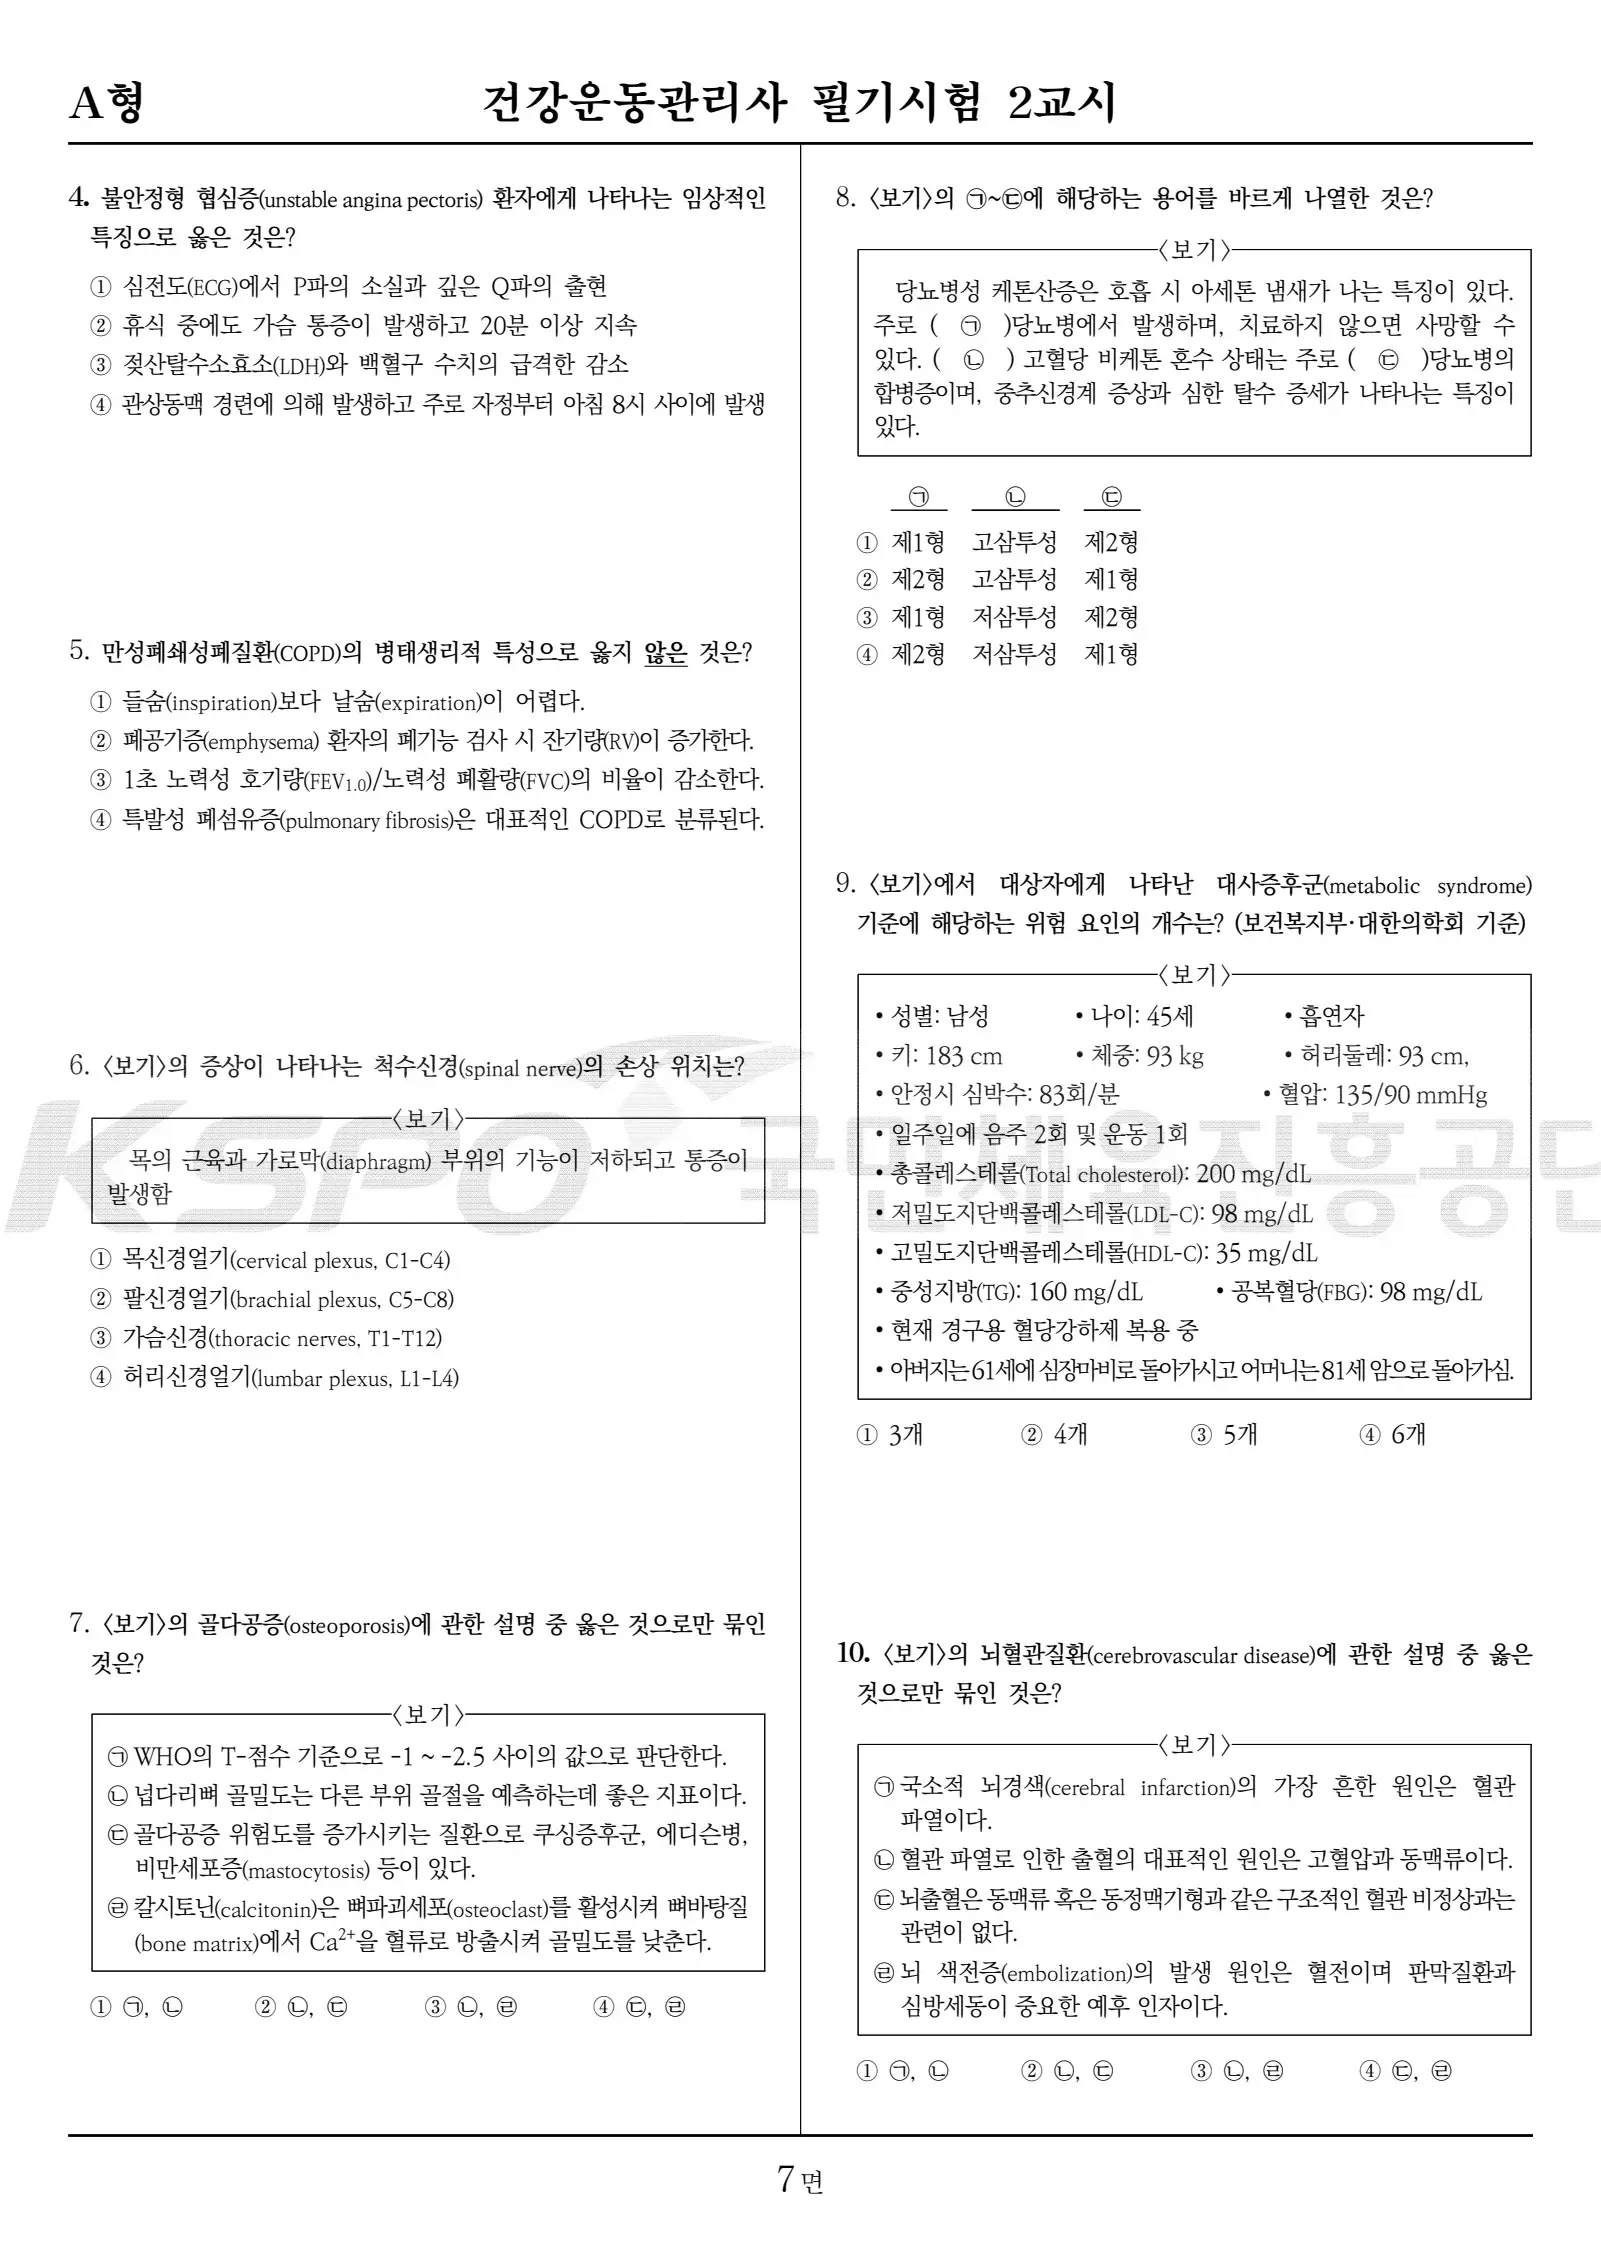 A형
건강운동관리사 필기시험 2교시
4. 불안정형 협심증(unstable angina pectoris) 환자에게 나타나는 임상적인
특징으로 옳은 것은?
① 심전도(ECG)에서 P파의 소실과 깊은 Q파의 출현
② 휴식 중에도 가슴 통증이 발생하고 20분 이상 지속
③ 젖산탈수소효소(LDH)와 백혈구 수치의 급격한 감소
④ 관상동맥 경련에 의해 발생하고 주로 자정부터 아침 8시 사이에 발생
5. 만성폐쇄성폐질환(COPD)의 병태생리적 특성으로 옳지 않은 것은?
① 들숨(inspiration)보다 날숨(expiration)이 어렵다.
② 폐공기증(emphysema) 환자의 폐기능 검사 시 잔기량(RV)이 증가한다.
③ 1초 노력성 호기량(FEV1.0)/노력성 폐활량(FVC)의 비율이 감소한다.
④ 특발성 폐섬유증(pulmonary fibrosis)은 대표적인 COPD로 분류된다.
6. 〈보기〉의 증상이 나타나는 척수신경(spinal nerve)의 손상 위치는?
〈보기〉
목의 근육과 가로막(diaphragm) 부위의 기능이 저하되고 통증이
발생함
① 목신경얼기(cervical plexus, C1-C4)
② 팔신경얼기(brachial plexus, C5-C8)
③ 가슴신경(thoracic nerves, T1-T12)
④ 허리신경얼기(lumbar plexus, L1-L4)
7. 〈보기〉의 골다공증(osteoporosis)에 관한 설명 중 옳은 것으로만 묶인
것은?
〈보기〉
㉠ WHO의 T-점수 기준으로 -1 ~ -2.5 사이의 값으로 판단한다.
㉡ 넙다리뼈 골밀도는 다른 부위 골절을 예측하는데 좋은 지표이다.
㉢ 골다공증 위험도를 증가시키는 질환으로 쿠싱증후군, 에디슨병,
비만세포증(mastocytosis) 등이 있다.
㉣ 칼시토닌(calcitonin)은 뼈파괴세포(osteoclast)를 활성시켜 뼈바탕질
(bone matrix)에서 Ca2+을 혈류로 방출시켜 골밀도를 낮춘다.
① ㉠, ㉡ ② ㉡, ㉢ ③ ㉡, ㉣ ④ ㉢, ㉣
8. 〈보기〉의 ㉠~㉢에 해당하는 용어를 바르게 나열한 것은?
〈보기〉
당뇨병성 케톤산증은 호흡 시 아세톤 냄새가 나는 특징이 있다.
주로 ( ㉠ )당뇨병에서 발생하며, 치료하지 않으면 사망할 수
있다. ( ㉡ ) 고혈당 비케톤 혼수 상태는 주로 ( ㉢ )당뇨병의
합병증이며, 중추신경계 증상과 심한 탈수 증세가 나타나는 특징이
있다.
㉠ ㉡ ㉢
① 제1형 고삼투성 제2형
② 제2형 고삼투성 제1형
③ 제1형 저삼투성 제2형
④ 제2형 저삼투성 제1형
9. 〈보기〉에서 대상자에게 나타난 대사증후군(metabolic syndrome)
기준에 해당하는 위험 요인의 개수는? (보건복지부·대한의학회 기준)
〈보기〉
• 성별: 남성 • 나이: 45세 • 흡연자
• 키: 183 cm • 체중: 93 kg • 허리둘레: 93 cm,
• 안정시 심박수: 83회/분 • 혈압: 135/90 mmHg
• 일주일에 음주 2회 및 운동 1회
• 총콜레스테롤(Total cholesterol): 200 mg/dL
• 저밀도지단백콜레스테롤(LDL-C): 98 mg/dL
• 고밀도지단백콜레스테롤(HDL-C): 35 mg/dL
• 중성지방(TG): 160 mg/dL • 공복혈당(FBG): 98 mg/dL
• 현재 경구용 혈당강하제 복용 중
• 아버지는 61세에 심장마비로 돌아가시고 어머니는 81세 암으로 돌아가심.
① 3개 ② 4개 ③ 5개 ④ 6개
10. 〈보기〉의 뇌혈관질환(cerebrovascular disease)에 관한 설명 중 옳은
것으로만 묶인 것은?
〈보기〉
㉠ 국소적 뇌경색(cerebral infarction)의 가장 흔한 원인은 혈관
파열이다.
㉡ 혈관 파열로 인한 출혈의 대표적인 원인은 고혈압과 동맥류이다.
㉢ 뇌출혈은 동맥류 혹은 동정맥기형과 같은 구조적인 혈관 비정상과는
관련이 없다.
㉣ 뇌 색전증(embolization)의 발생 원인은 혈전이며 판막질환과
심방세동이 중요한 예후 인자이다.
① ㉠, ㉡ ② ㉡, ㉢ ③ ㉡, ㉣ ④ ㉢, ㉣
KSPO 국민체육진흥공단
7면